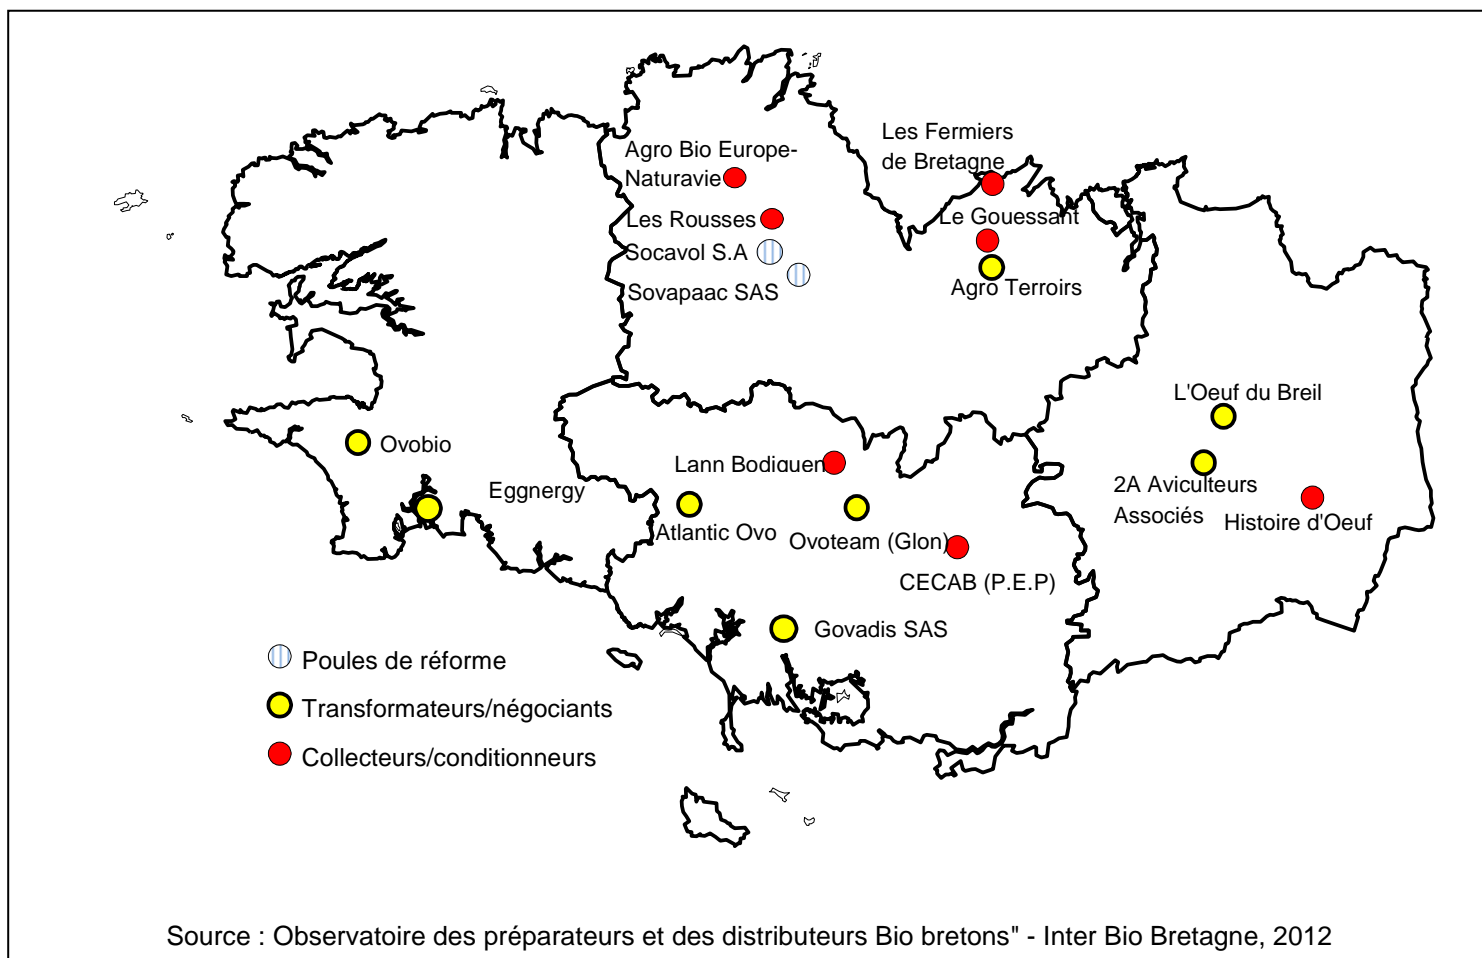 Les Fermiers
de Bretagne
Agro Bio Europe-
Naturavie
Les Rousses
Le Gouessant
Socavol S.A
Sovapaac SAS
Agro Terroirs
L'Oeuf du Breil
Ovobio
Lann Bodiguen
Eggnergy
2A Aviculteurs
Associés
Histoire d'Oeuf
Atlantic Ovo
Ovoteam (Glon)
CECAB (P.E.P)
Govadis SAS
Poules de réforme
Transformateurs/négociants
Collecteurs/conditionneurs
Source : Observatoire des préparateurs et des distributeurs Bio bretons" - Inter Bio Bretagne, 2012